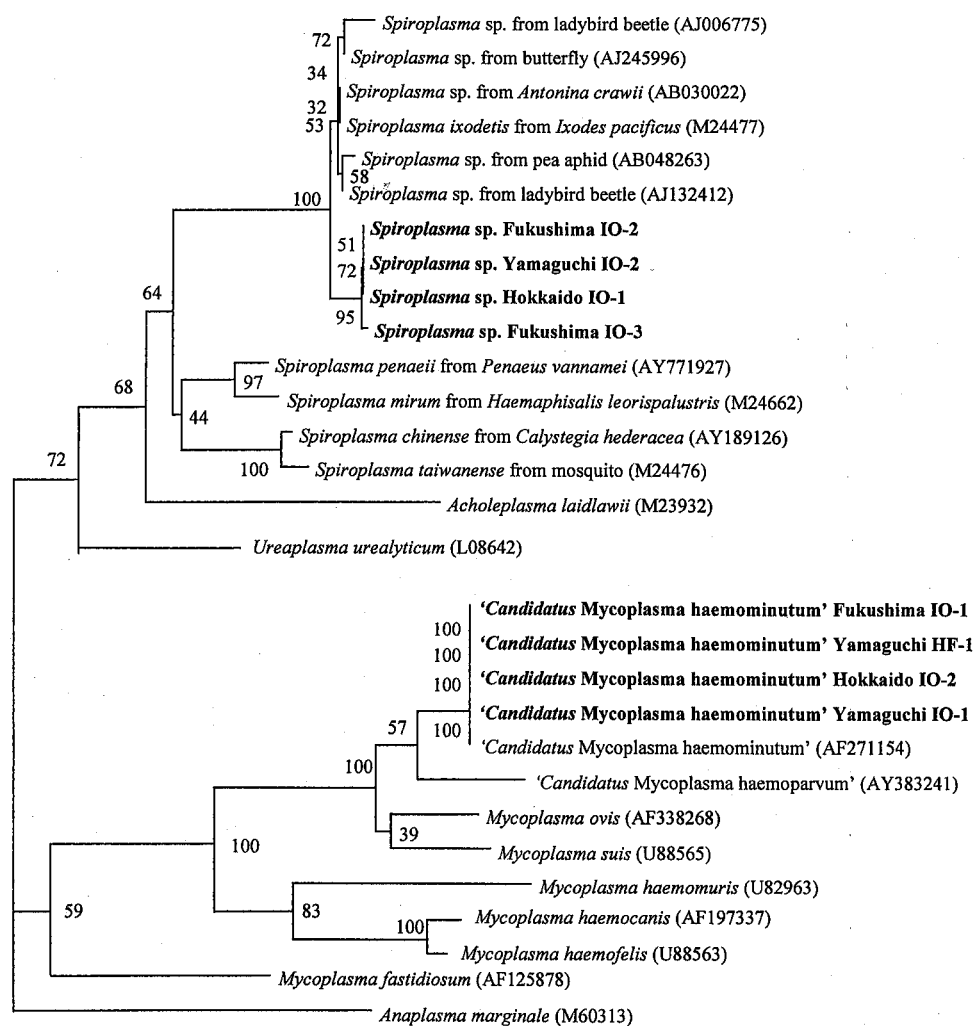 Spiroplasma sp. from ladybird beetle (AJ006775)
72
Spiroplasma sp. from butterfly (AJ245996)
34
Spiroplasma sp. from Antonina crawii (AB030022)
32
53
Spiroplasma ixodetis from Ixodes pacificus (M24477)
Spiroplasma sp. from pea aphid (AB048263)
58
Spiroplasma sp. from ladybird beetle (AJ132412)
100
Spiroplasma sp. Fukushima IO-2
51
Spiroplasma sp. Yamaguchi IO-2
72
Spiroplasma sp. Hokkaido IO-1
64
95
Spiroplasma sp. Fukushima IO-3
Spiroplasma penaeii from Penaeus vannamei (AY771927)
97
68
Spiroplasma mirum from Haemaphisalis leorispalustris (M24662)
44
Spiroplasma chinense from Calystegia hederacea (AY189126)
72
100
Spiroplasma taiwanense from mosquito (M24476)
Acholeplasma laidlawii (M23932)
Ureaplasma urealyticum (L08642)
'Candidatus Mycoplasma haemominutum' Fukushima IO-1
100
'Candidatus Mycoplasma haemominutum' Yamaguchi HF-1
100
'Candidatus Mycoplasma haemominutum' Hokkaido IO-2
100
'Candidatus Mycoplasma haemominutum' Yamaguchi IO-1
57
100
'Candidatus Mycoplasma haemominutum' (AF271154)
100
'Candidatus Mycoplasma haemoparvum' (AY383241)
Mycoplasma ovis (AF338268)
39
100
Mycoplasma suis (U88565)
Mycoplasma haemomuris (U82963)
59
83
Mycoplasma haemocanis (AF197337)
100
Mycoplasma haemofelis (U88563)
Mycoplasma fastidiosum (AF125878)
Anaplasma marginale (M60313)